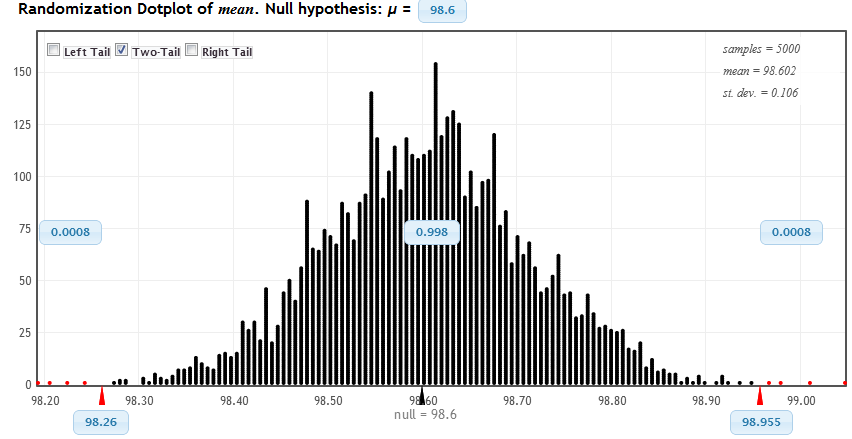 Randomization Dotplot of mean. Null hypothesis: μ = 98.6
Left Tail Two-Tail Right Tail
samples = 5000
mean = 98.602
st. dev. = 0.106
150
125
100
75
50
25
0
0.0008 0.998 0.0008
98.20 98.30 98.40 98.50 98.60 98.70 98.80 98.90 99.00
null = 98.6
98.26 98.955